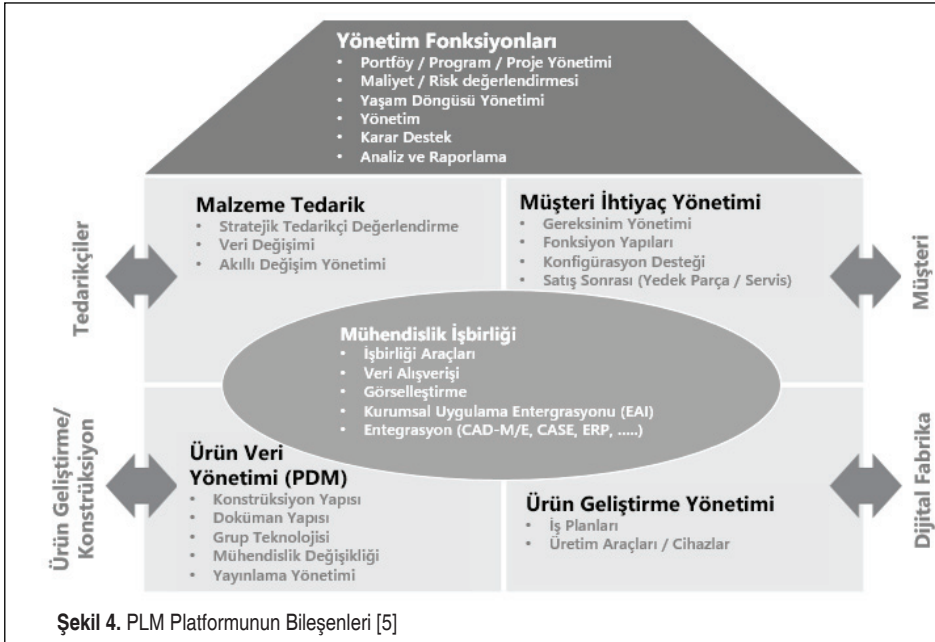 Yönetim Fonksiyonları
• Portföy / Program / Proje Yönetimi
• Maliyet / Risk değerlendirmesi
• Yaşam Döngüsü Yönetimi
• Yönetim
• Karar Destek
• Analiz ve Raporlama
Tedarikçiler
Malzeme Tedarik
• Stratejik Tedarikçi Değerlendirme
• Veri Değişimi
• Akıllı Değişim Yönetimi
Müşteri İhtiyaç Yönetimi
• Gereksinim Yönetimi
• Fonksiyon Yapıları
• Konfigürasyon Desteği
• Satış Sonrası (Yedek Parça / Servis)
Müşteri
Mühendislik İşbirliği
• İşbirliği Araçları
• Veri Alışverişi
• Görselleştirme
• Kurumsal Uygulama Entergrasyonu (EAI)
• Entegrasyon (CAD-M/E, CASE, ERP, .....)
Ürün Geliştirme/
Konstrüksiyon
Ürün Veri
Yönetimi (PDM)
• Konstrüksiyon Yapısı
• Doküman Yapısı
• Grup Teknolojisi
• Mühendislik Değişikliği
• Yayınlama Yönetimi
Ürün Geliştirme Yönetimi
• İş Planları
• Üretim Araçları / Cihazlar
Dijital Fabrika
Şekil 4. PLM Platformunun Bileşenleri [5]